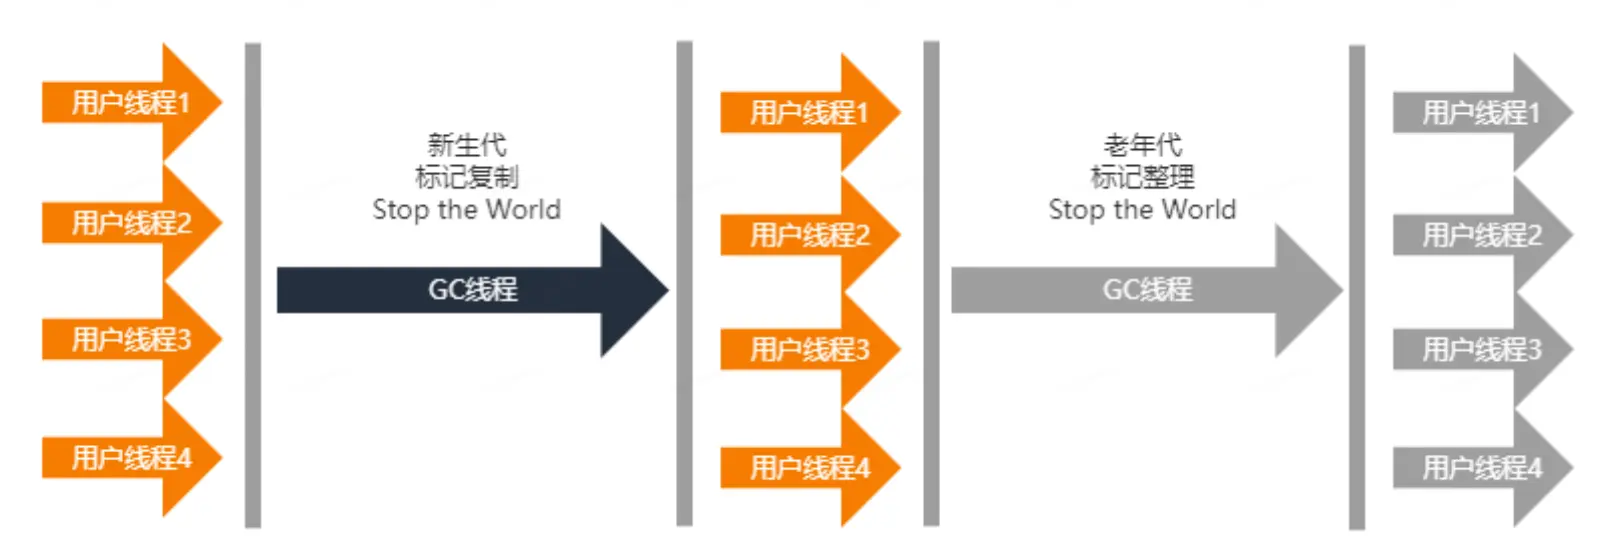 用户线程1
用户线程2
用户线程3
用户线程4
新生代
标记复制
Stop the World
GC线程
用户线程1
用户线程2
用户线程3
用户线程4
老年代
标记整理
Stop the World
GC线程
用户线程1
用户线程2
用户线程3
用户线程4